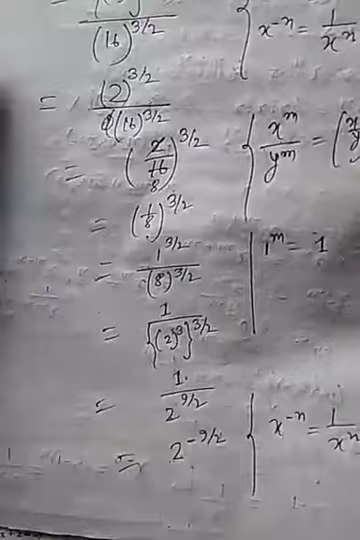 (16)^{3/2}
x^{-n} = 1/x^n
= (2)^{3/2} / (16)^{3/2}
= (2/16)^{3/2}
8
x^m / y^m = (x/y
= (1/8)^{3/2}
= 1^{3/2} / (8)^{3/2}
1^m = 1
= 1 / {(2)^3}^{3/2}
= 1 / 2^{9/2}
= 2^{-9/2}
x^{-n} = 1/x^n